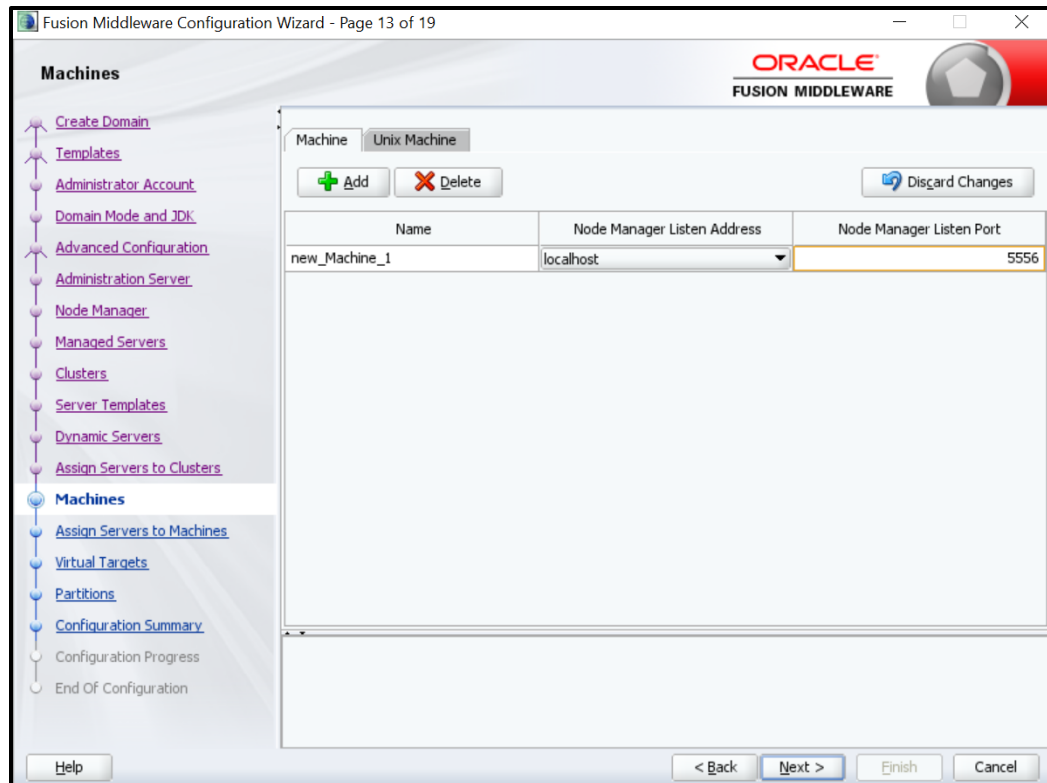 Fusion Middleware Configuration Wizard - Page 13 of 19
Machines
ORACLE
FUSION MIDDLEWARE
Create Domain
Templates
Administrator Account
Domain Mode and JDK
Advanced Configuration
Administration Server
Node Manager
Managed Servers
Clusters
Server Templates
Dynamic Servers
Assign Servers to Clusters
Machines
Assign Servers to Machines
Virtual Targets
Partitions
Configuration Summary
Configuration Progress
End Of Configuration
Machine Unix Machine
Add Delete Discard Changes
Name Node Manager Listen Address Node Manager Listen Port
new_Machine_1 localhost 5556
Help < Back Next > Finish Cancel